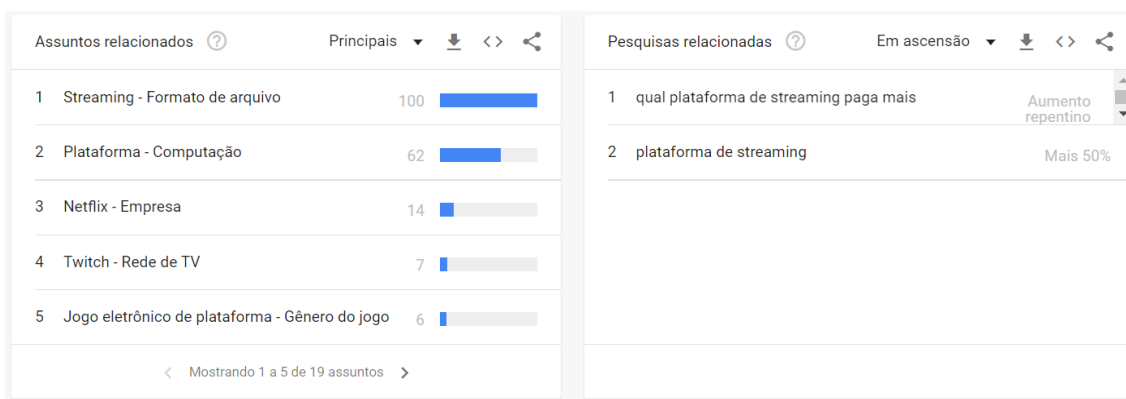 Assuntos relacionados ?
Principais
1 Streaming - Formato de arquivo 100
2 Plataforma - Computação 62
3 Netflix - Empresa 14
4 Twitch - Rede de TV 7
5 Jogo eletrônico de plataforma - Gênero do jogo 6
Mostrando 1 a 5 de 19 assuntos
Pesquisas relacionadas ?
Em ascensão
1 qual plataforma de streaming paga mais
Aumento
repentino
2 plataforma de streaming Mais 50%